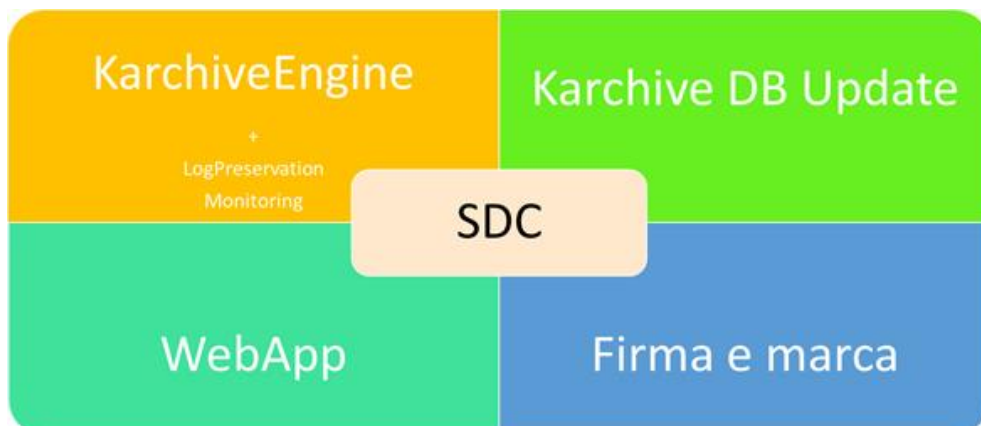 KarchiveEngine
+
LogPreservation
Monitoring
Karchive DB Update
SDC
WebApp
Firma e marca